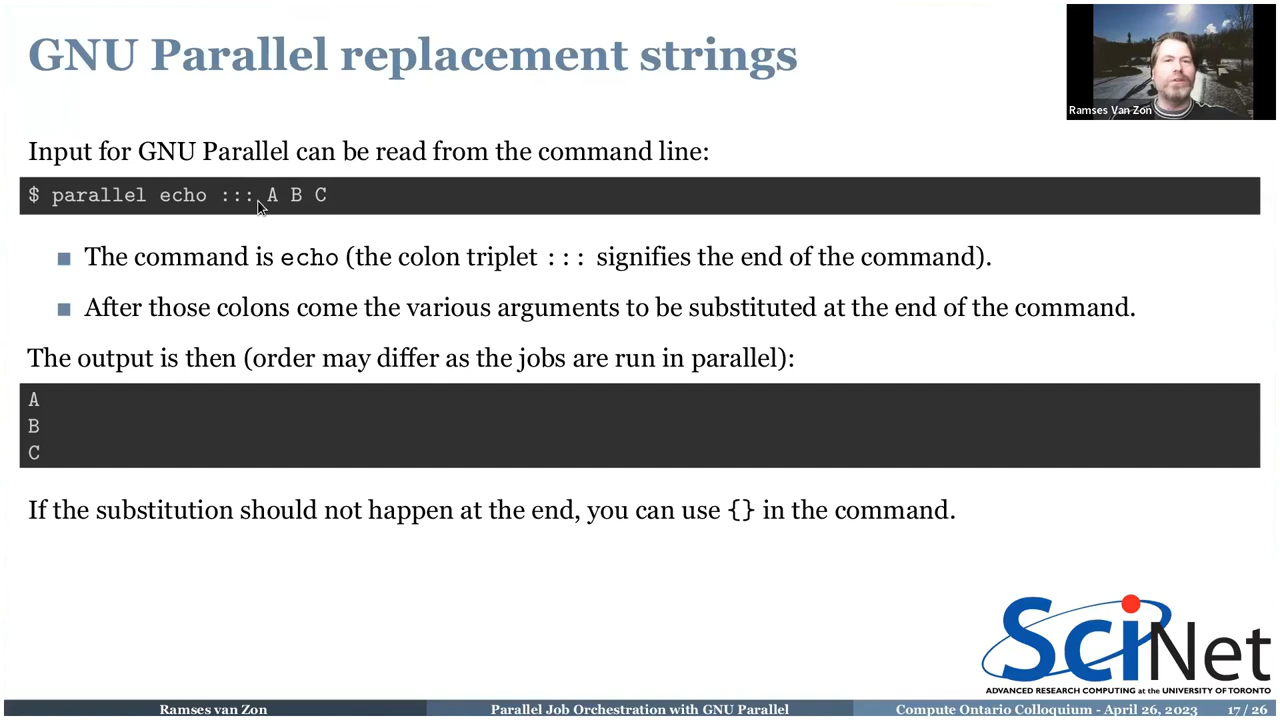 GNU Parallel replacement strings
Ramses Van Zon
Input for GNU Parallel can be read from the command line:
$ parallel echo ::: A B C
■ The command is echo (the colon triplet ::: signifies the end of the command).
■ After those colons come the various arguments to be substituted at the end of the command.
The output is then (order may differ as the jobs are run in parallel):
A
B
C
If the substitution should not happen at the end, you can use {} in the command.
SciNet
ADVANCED RESEARCH COMPUTING at the UNIVERSITY OF TORONTO
Ramses van Zon
Parallel Job Orchestration with GNU Parallel
Compute Ontario Colloquium - April 26, 2023
17 / 26